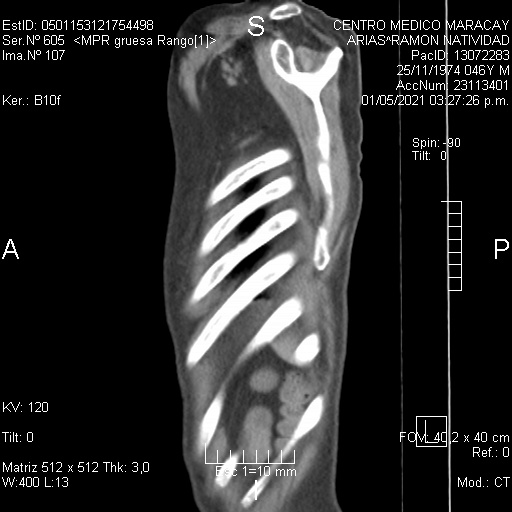 EstID: 0501153121754498
Ser.Nº 605 <MPR gruesa Rango[1]>
Ima.Nº 107
Ker.: B10f
S
CENTRO MEDICO MARACAY
ARIAS^RAMON NATIVIDAD
PacID: 13072283
25/11/1974 046Y M
AccNum: 23113401
01/05/2021 03:27:26 p.m.
Spin: -90
Tilt: 0
A
P
KV: 120
Tilt: 0
Matriz 512 x 512 Thk: 3,0
W:400 L:13
Esc 1=10 mm
I
FOM: 40,2 x 40 cm
Ref.: 0
Mod.: CT